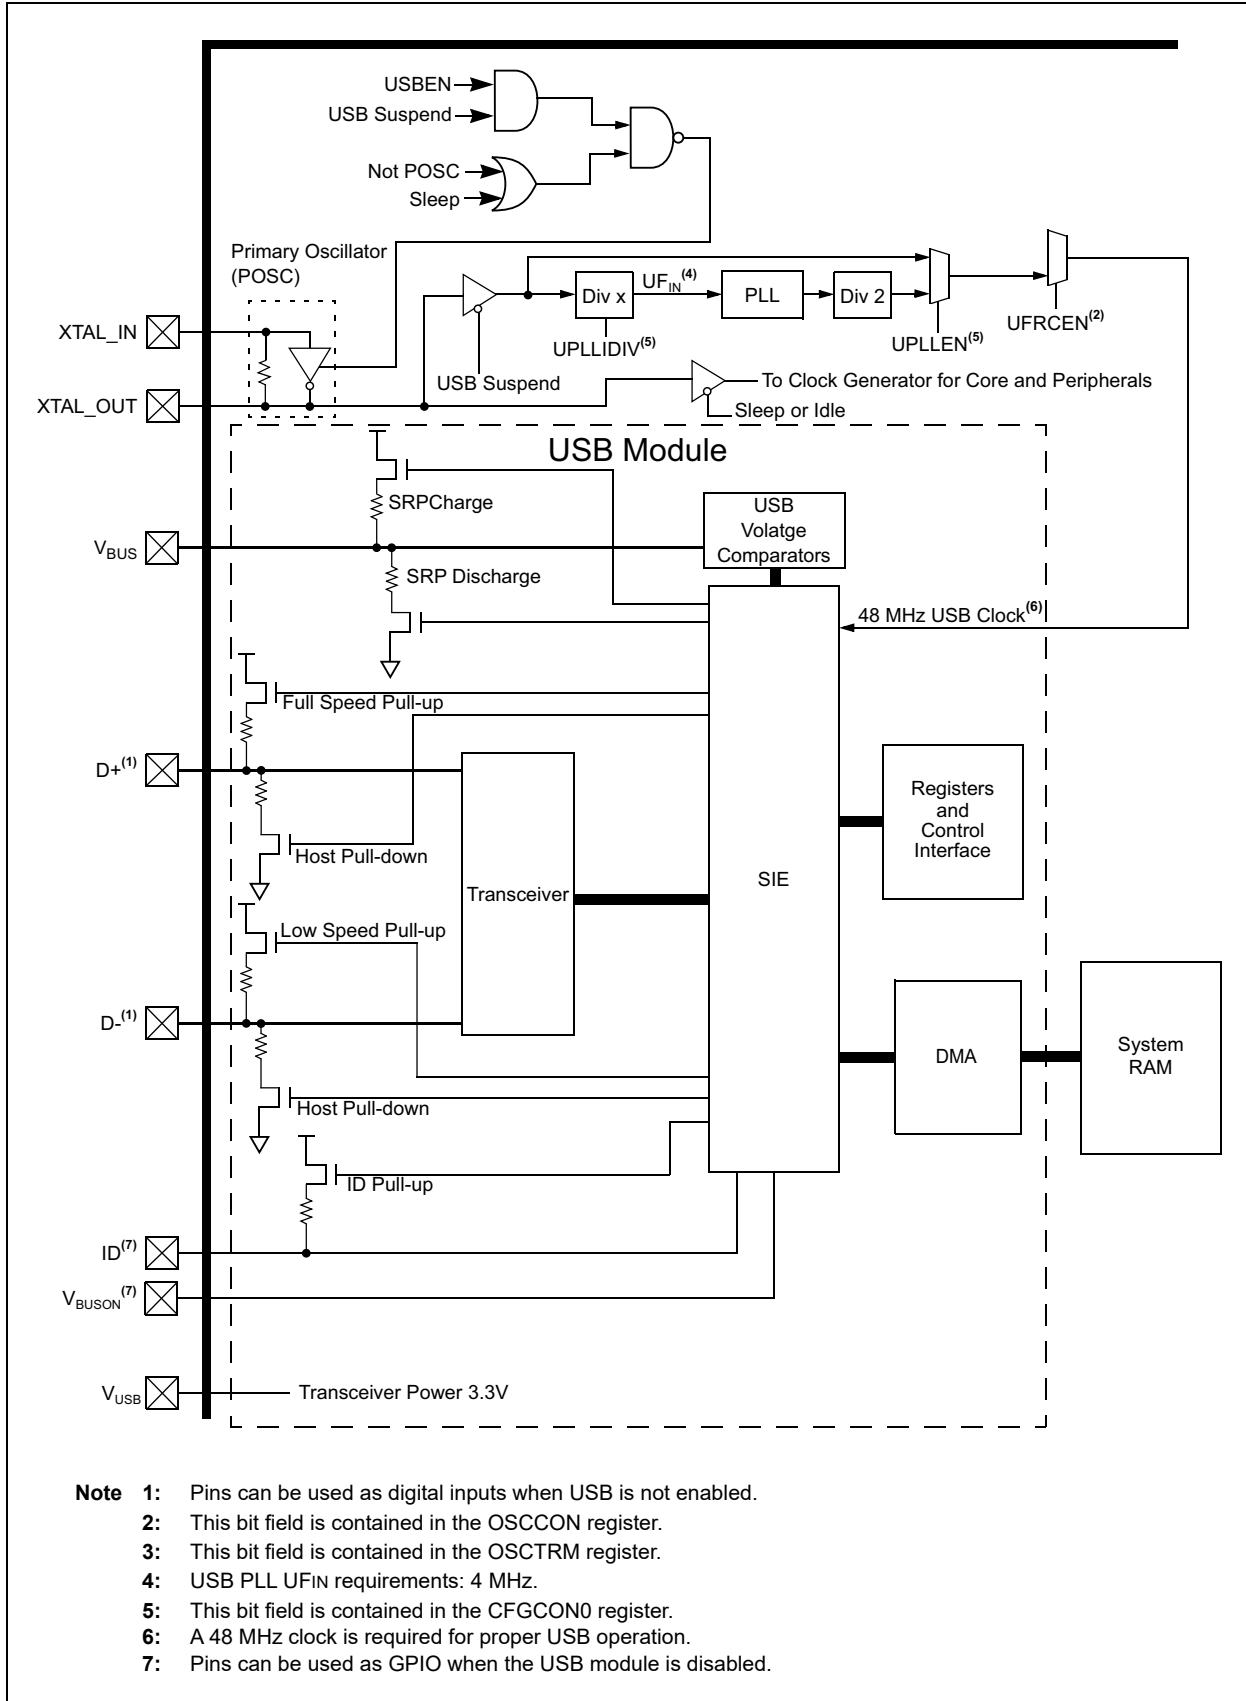 USBEN
USB Suspend
Not POSC
Sleep
Primary Oscillator
(POSC)
UF_IN(4)
Div x
PLL
Div 2
UFRCEN(2)
XTAL_IN
UPLLIDIV(5)
UPLLEN(5)
USB Suspend
To Clock Generator for Core and Peripherals
XTAL_OUT
Sleep or Idle
USB Module
SRPCharge
USB
Volatge
Comparators
VBUS
SRP Discharge
48 MHz USB Clock(6)
Full Speed Pull-up
D+(1)
Registers
and
Control
Interface
Host Pull-down
SIE
Transceiver
Low Speed Pull-up
D-(1)
DMA
System
RAM
Host Pull-down
ID Pull-up
ID(7)
VBUSON(7)
VUSB
Transceiver Power 3.3V
Note 1: Pins can be used as digital inputs when USB is not enabled.
2: This bit field is contained in the OSCCON register.
3: This bit field is contained in the OSCTRM register.
4: USB PLL UFIN requirements: 4 MHz.
5: This bit field is contained in the CFGCON0 register.
6: A 48 MHz clock is required for proper USB operation.
7: Pins can be used as GPIO when the USB module is disabled.